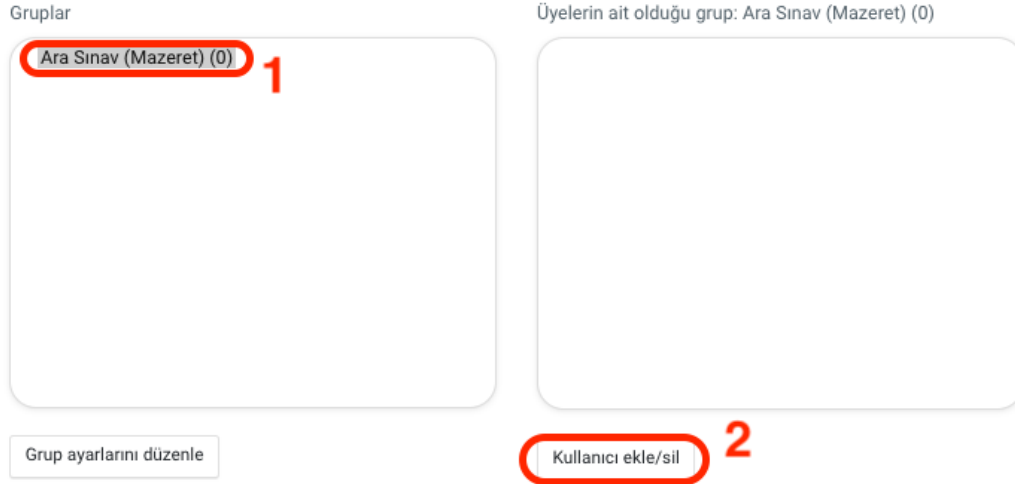 Gruplar
Üyelerin ait olduğu grup: Ara Sınav (Mazeret) (0)
Ara Sınav (Mazeret) (0)
1
Grup ayarlarını düzenle
Kullanıcı ekle/sil
2